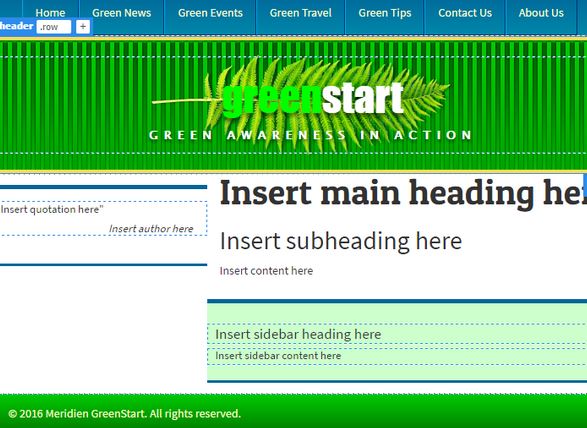 Home Green News Green Events Green Travel Green Tips Contact Us About Us
header .row +
greenstart
GREEN AWARENESS IN ACTION
Insert main heading
Insert quotation here"
Insert author here
Insert subheading here
Insert content here
Insert sidebar heading here
Insert sidebar content here
© 2016 Meridien GreenStart. All rights reserved.